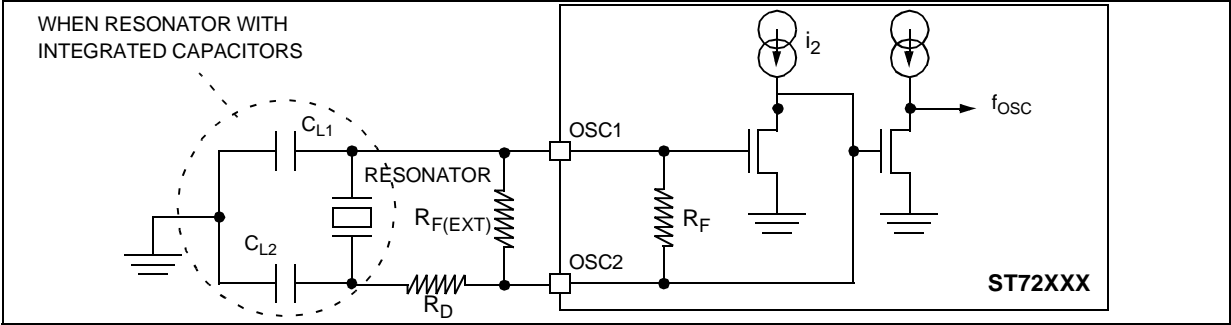 WHEN RESONATOR WITH
INTEGRATED CAPACITORS
i2
fOSC
CL1
OSC1
RESONATOR
RF(EXT)
RF
CL2
OSC2
RD
ST72XXX